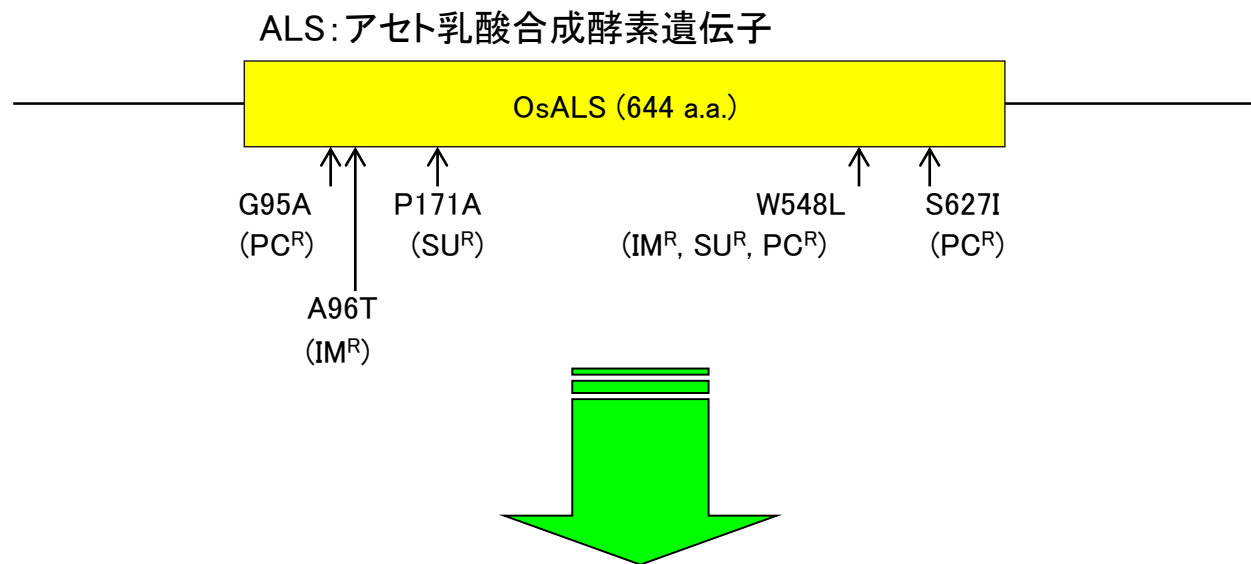 ALS：アセト乳酸合成酵素遺伝子
OsALS (644 a.a.)
G95A
(PCR)
P171A
(SUR)
W548L
(IMR, SUR, PCR)
S627I
(PCR)
A96T
(IMR)